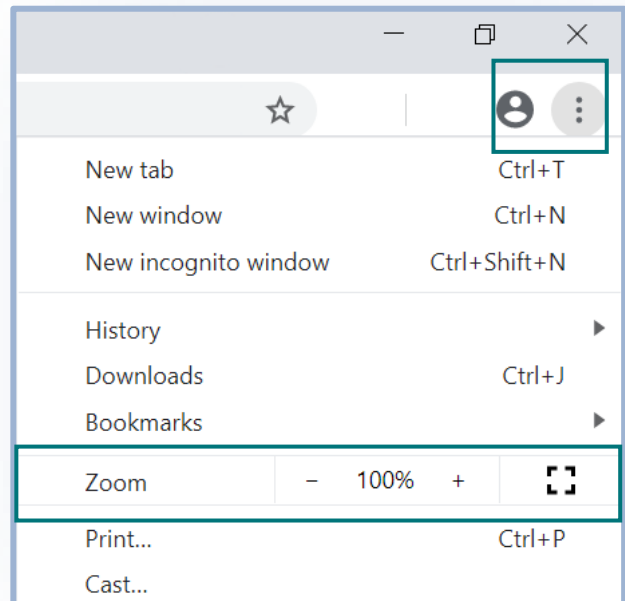 New tab Ctrl+T
New window Ctrl+N
New incognito window Ctrl+Shift+N
History
Downloads Ctrl+J
Bookmarks
Zoom - 100% +
Print... Ctrl+P
Cast...